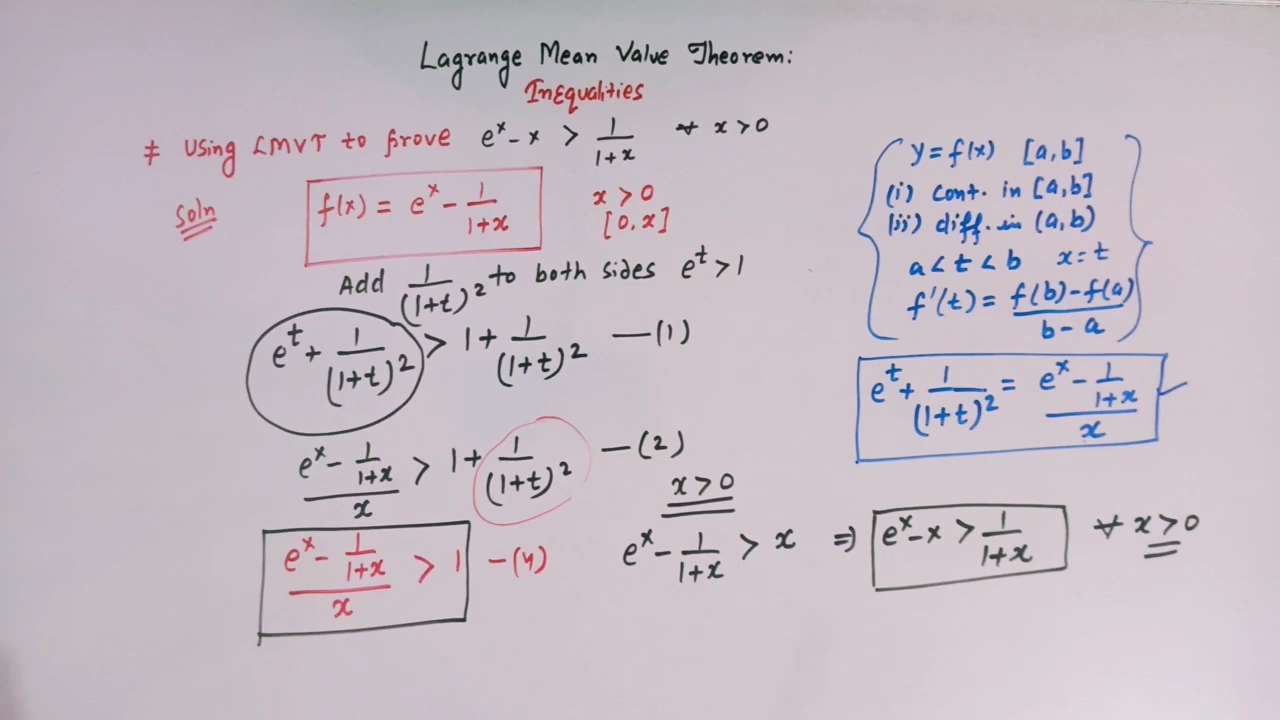 Lagrange Mean Value Theorem:
Inequalities
# Using LMVT to prove e^x - x > 1/(1+x) ∀ x>0
Soln
f(x) = e^x - 1/(1+x)
x > 0
[0, x]
Add 1/(1+t)^2 to both sides e^t > 1
e^t + 1/(1+t)^2 > 1 + 1/(1+t)^2 —(1)
(e^x - 1/(1+x))/x > 1 + 1/(1+t)^2 —(2)
(e^x - 1/(1+x))/x > 1 -(4)
x > 0
e^x - 1/(1+x) > x ⇒ e^x - x > 1/(1+x) ∀ x>0
y = f(x) [a,b]
(i) cont. in [a,b]
(ii) diff. in (a,b)
a < t < b x = t
f'(t) = (f(b) - f(a))/(b - a)
e^t + 1/(1+t)^2 = (e^x - 1/(1+x))/x